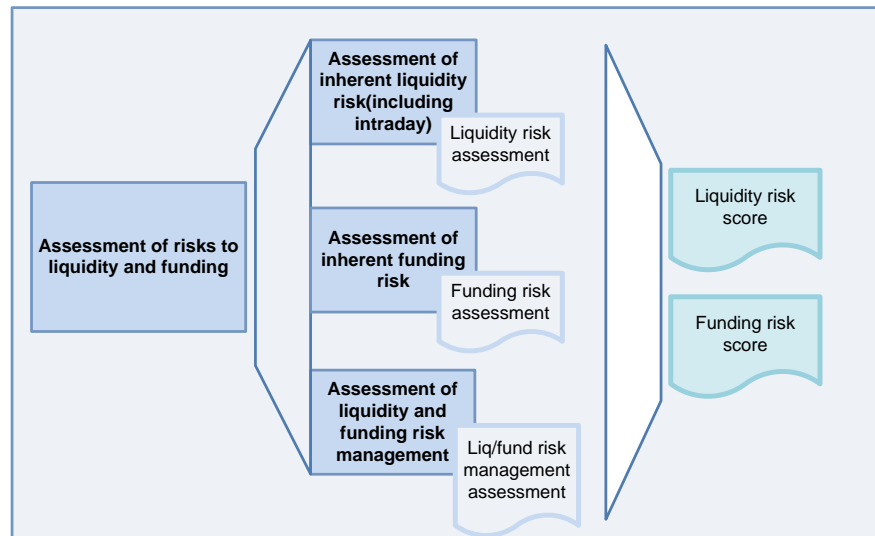 Assessment of risks to
liquidity and funding
Assessment of
inherent liquidity
risk(including
intraday)
Liquidity risk
assessment
Assessment of
inherent funding
risk
Funding risk
assessment
Assessment of
liquidity and
funding risk
management
Liq/fund risk
management
assessment
Liquidity risk
score
Funding risk
score